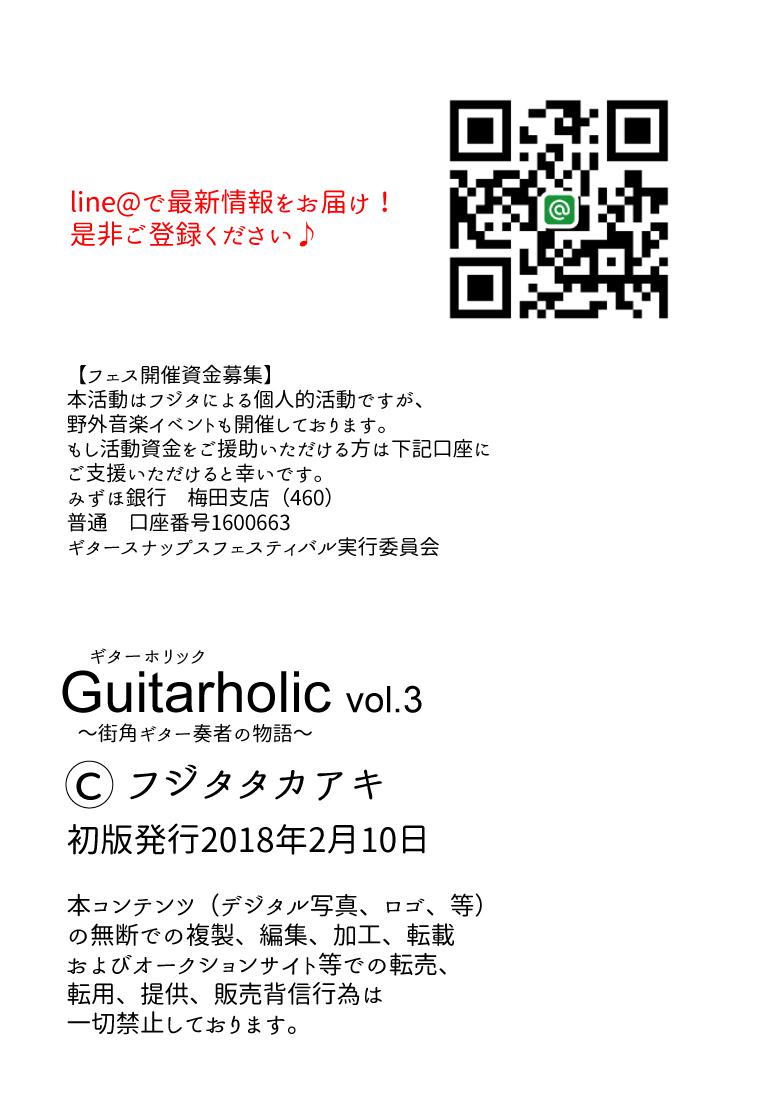 line@で最新情報をお届け！
是非ご登録ください♪
@
【フェス開催資金募集】
本活動はフジタによる個人的活動ですが、
野外音楽イベントも開催しております。
もし活動資金をご援助いただける方は下記口座に
ご支援いただけると幸いです。
みずほ銀行　梅田支店（460）
普通　口座番号1600663
ギタースナップスフェスティバル実行委員会
ギターホリック
Guitarholic vol.3
～街角ギター奏者の物語～
Ⓒ フジタタカアキ
初版発行2018年2月10日
本コンテンツ（デジタル写真、ロゴ、等）
の無断での複製、編集、加工、転載
およびオークションサイト等での転売、
転用、提供、販売背信行為は
一切禁止しております。